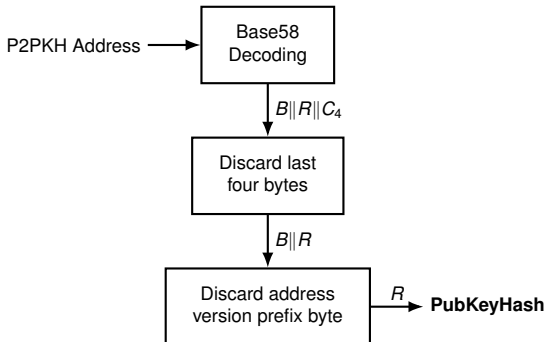 Base58
Decoding
P2PKH Address
B∥R∥C₄
Discard last
four bytes
B∥R
Discard address
version prefix byte
R
PubKeyHash